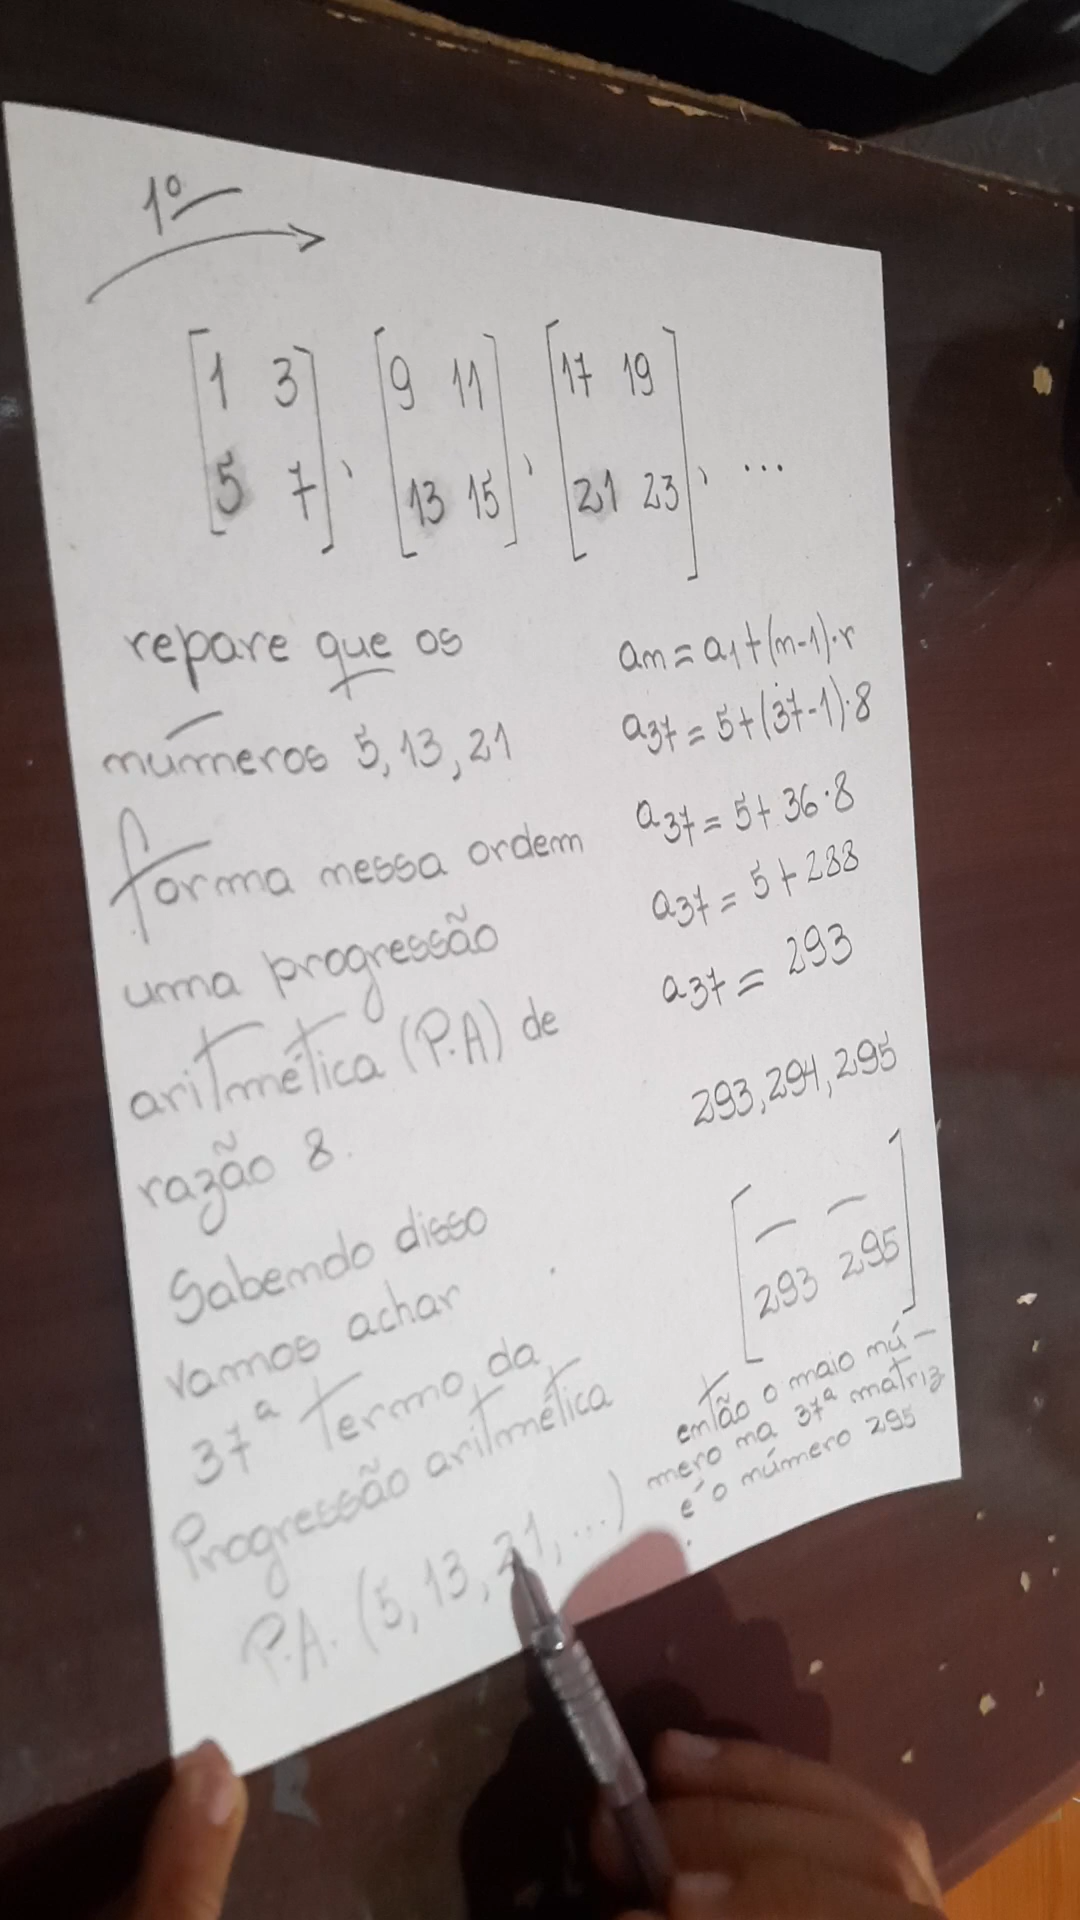 1º
[1 3
5 7], [9 11
13 15], [17 19
21 23], ...
repare que os
números 5, 13, 21
forma nessa ordem
uma progressão
aritmética (P.A) de
razão 8.
Sabendo disso
vamos achar
37ª termo da
Progressão aritmética
P.A. (5, 13, 21, ...)
an = a1 + (n-1)·r
a37 = 5 + (37-1)·8
a37 = 5 + 36·8
a37 = 5 + 288
a37 = 293
293, 294, 295
[— —
293 295]
então o maio nú-
mero na 37ª matriz
é o número 295